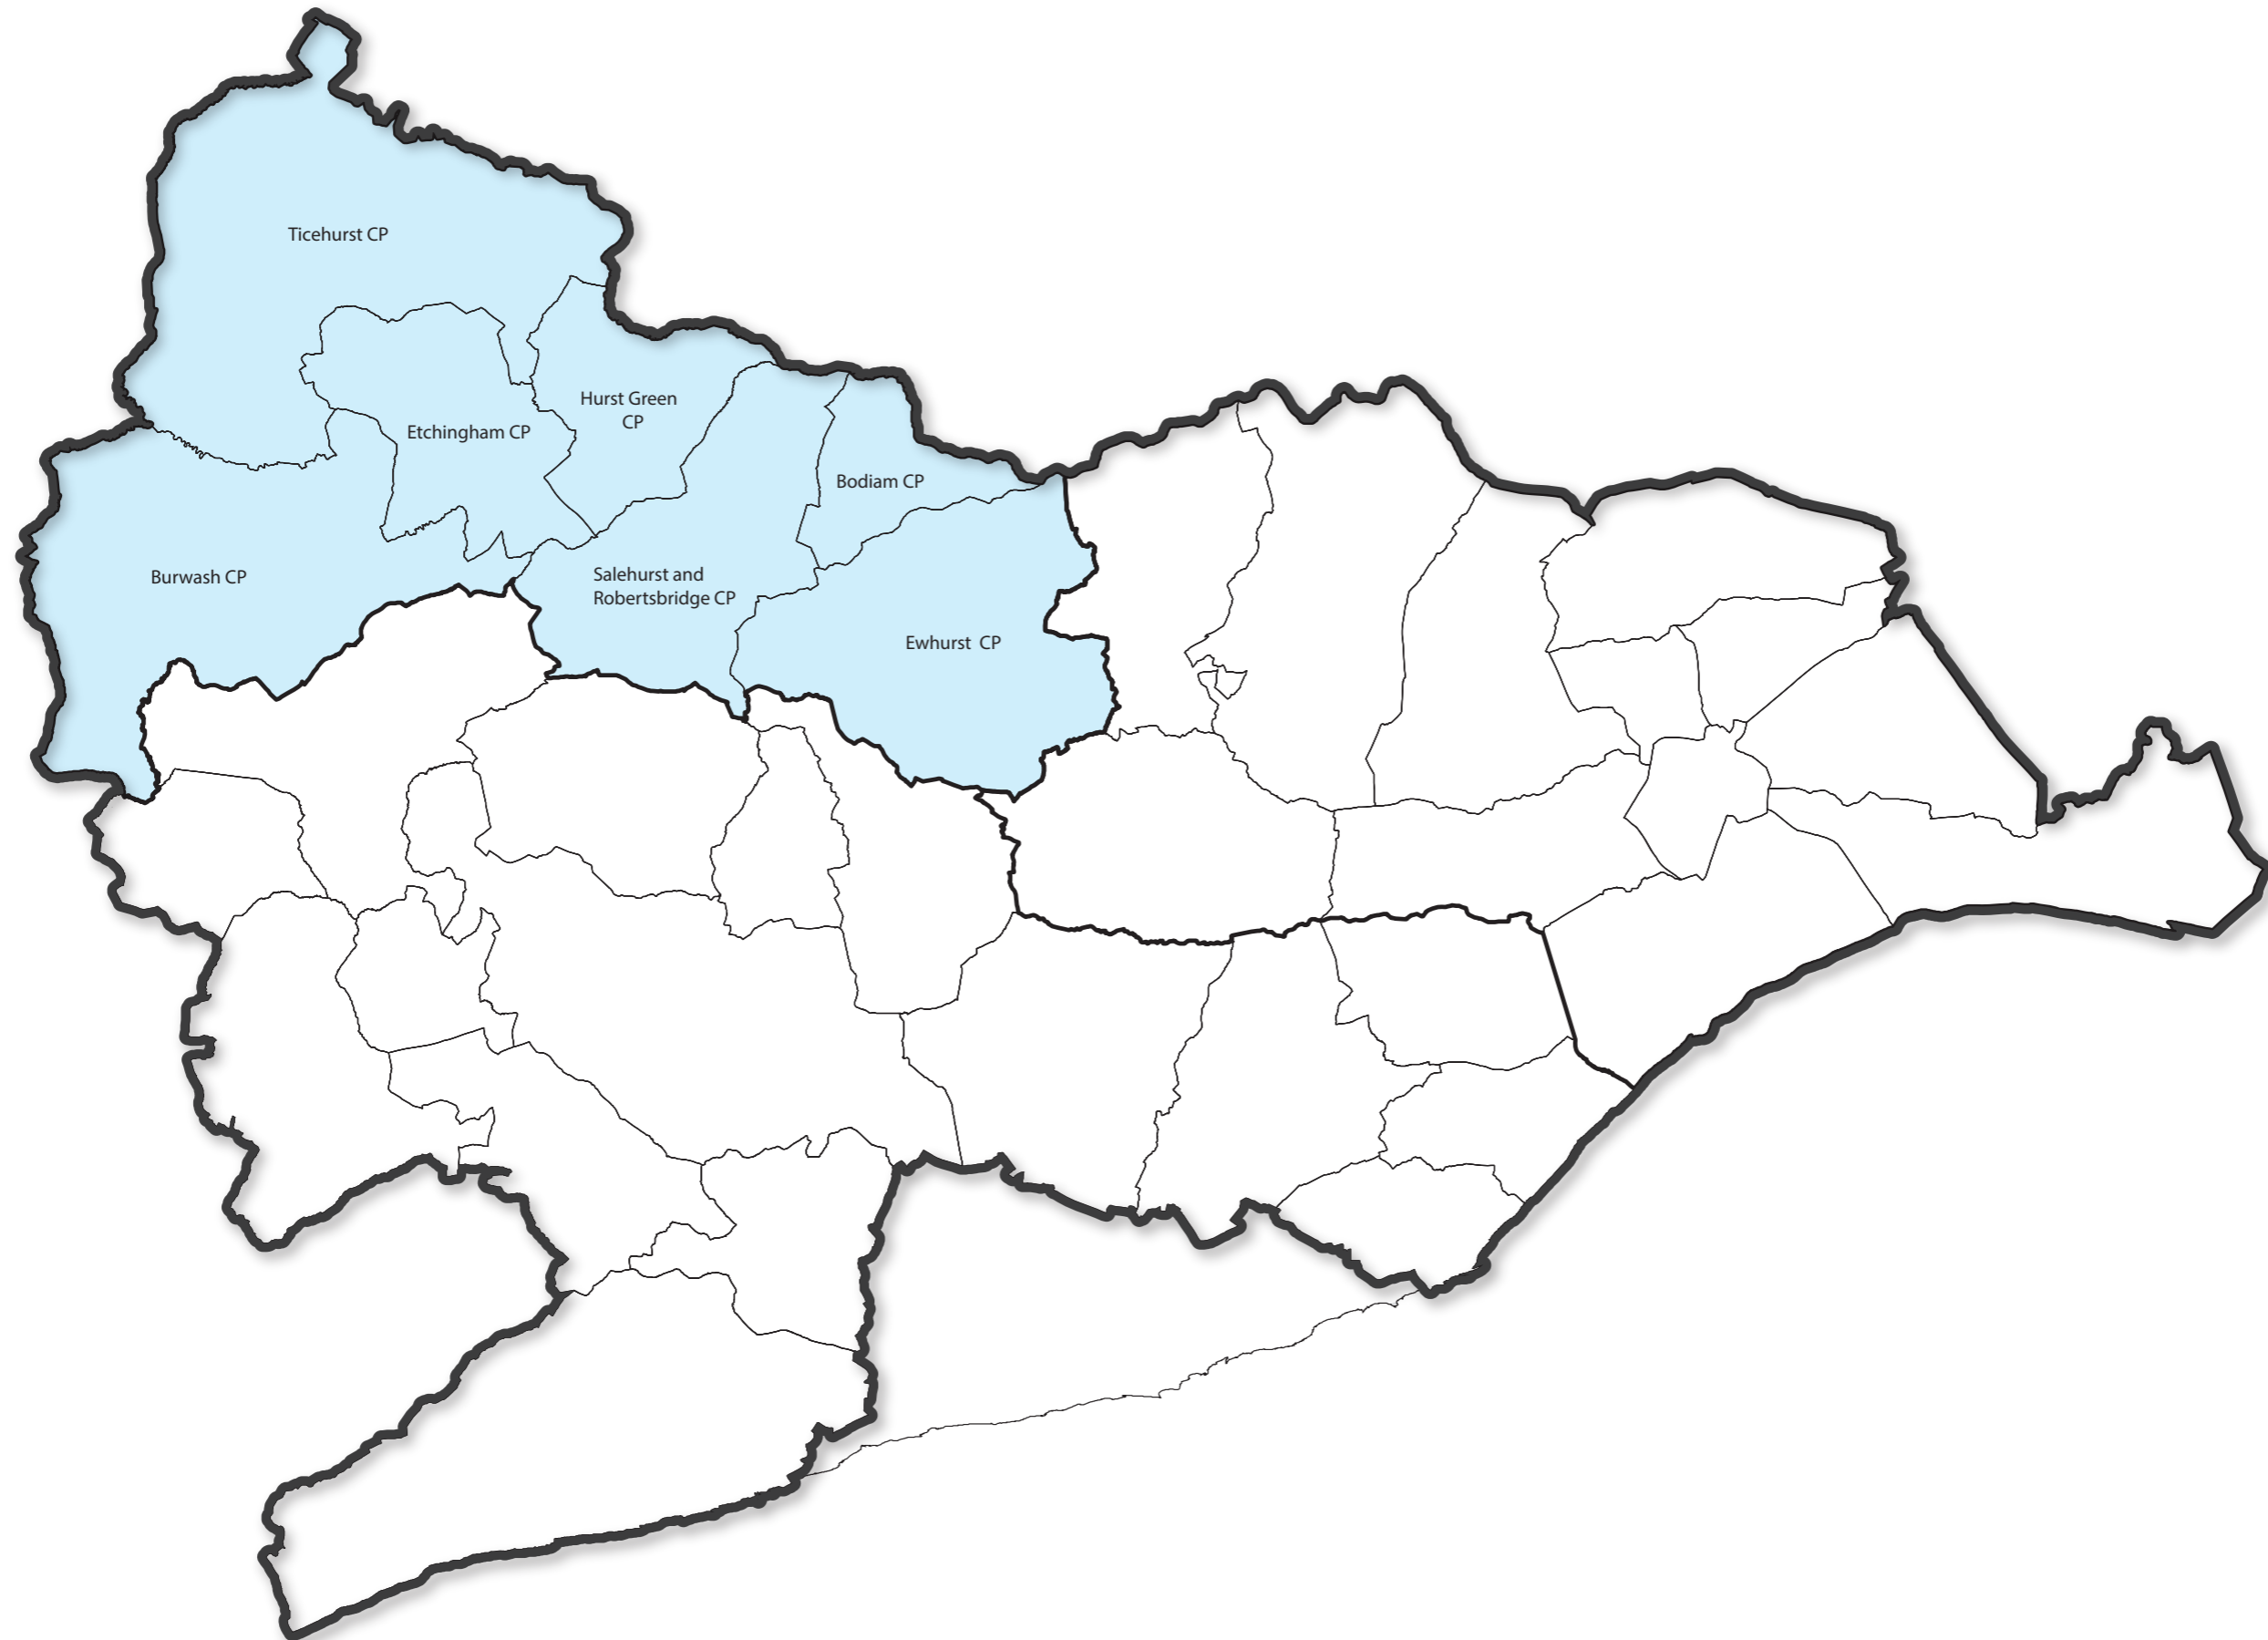 Ticehurst CP
Hurst Green
CP
Etchingham CP
Bodiam CP
Burwash CP
Salehurst and
Robertsbridge CP
Ewhurst CP